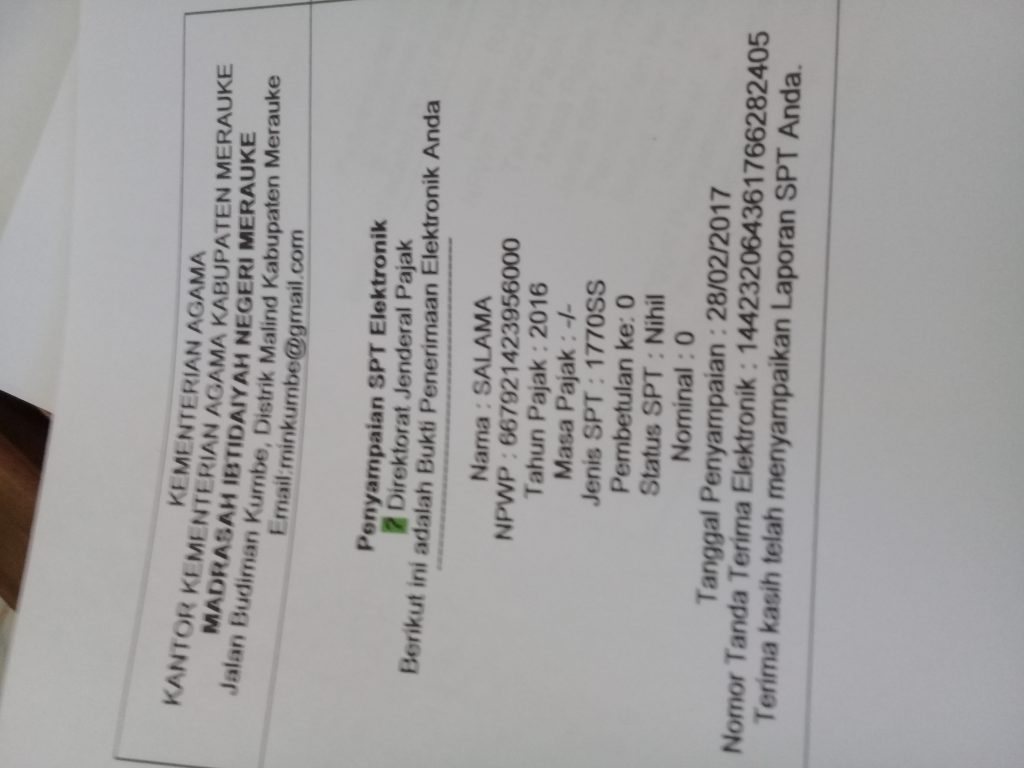 KEMENTERIAN AGAMA
KANTOR KEMENTERIAN AGAMA KABUPATEN MERAUKE
MADRASAH IBTIDAIYAH NEGERI MERAUKE
Jalan Budiman Kumbe, Distrik Malind Kabupaten Merauke
Email:minkumbe@gmail.com
Penyampaian SPT Elektronik
? Direktorat Jenderal Pajak
Berikut ini adalah Bukti Penerimaan Elektronik Anda
Nama : SALAMA
NPWP : 667921423956000
Tahun Pajak : 2016
Masa Pajak : -/-
Jenis SPT : 1770SS
Pembetulan ke: 0
Status SPT : Nihil
Nominal : 0
Tanggal Penyampaian : 28/02/2017
Nomor Tanda Terima Elektronik : 14423206436176628​2405
Terima kasih telah menyampaikan Laporan SPT Anda.